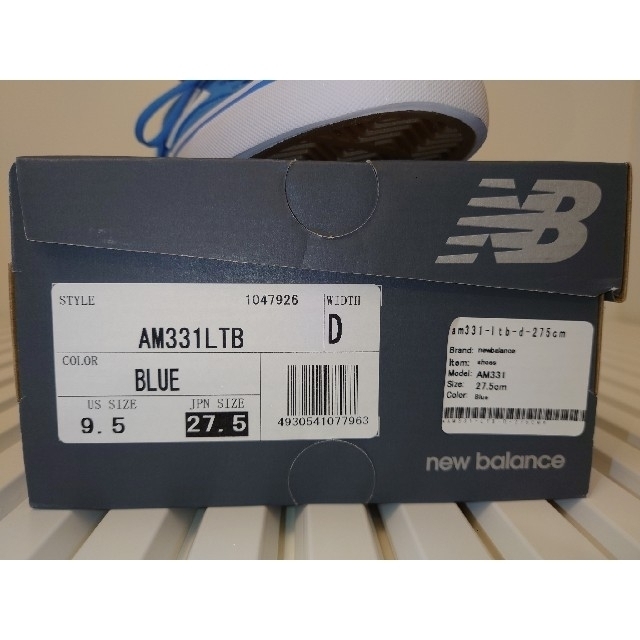 NB
STYLE 1047926 WIDTH
AM331LTB D
COLOR
BLUE
US SIZE JPN SIZE
9.5 27.5
4930541077963
am331-ltb-d-275cm
Brand: newbalance
Item: shoes
Model: AM331
Size: 27.5cm
Color: Blue
new balance